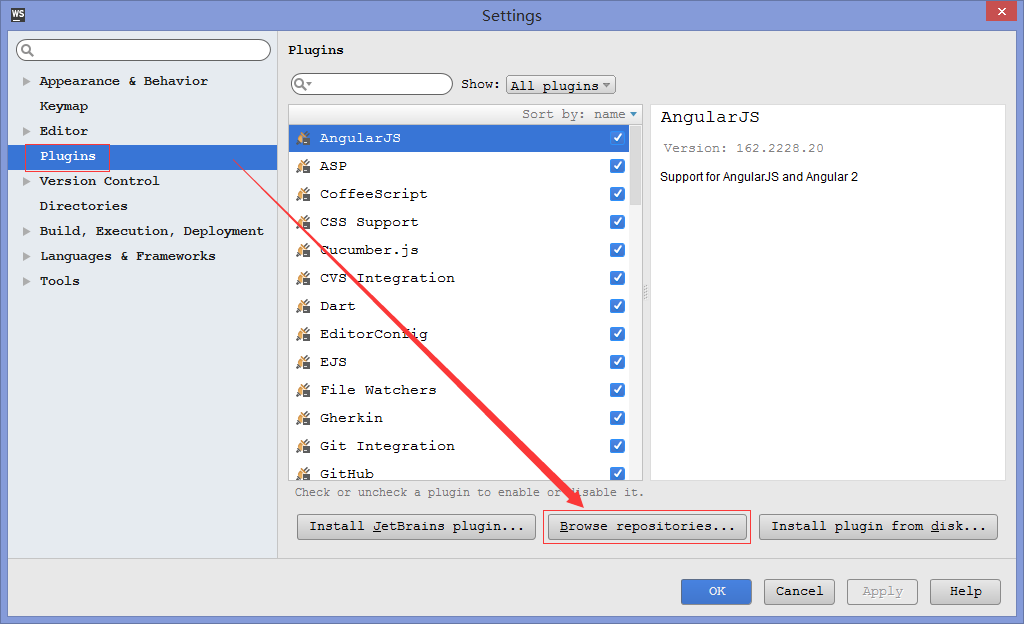 WS
Settings
Appearance & Behavior
Keymap
Editor
Plugins
Version Control
Directories
Build, Execution, Deployment
Languages & Frameworks
Tools
Plugins
Show: All plugins
Sort by: name
AngularJS
ASP
CoffeeScript
CSS Support
Cucumber.js
CVS Integration
Dart
EditorConfig
EJS
File Watchers
Gherkin
Git Integration
GitHub
Check or uncheck a plugin to enable or disable it.
Install JetBrains plugin...
Browse repositories...
Install plugin from disk...
AngularJS
Version: 162.2228.20
Support for AngularJS and Angular 2
OK
Cancel
Apply
Help